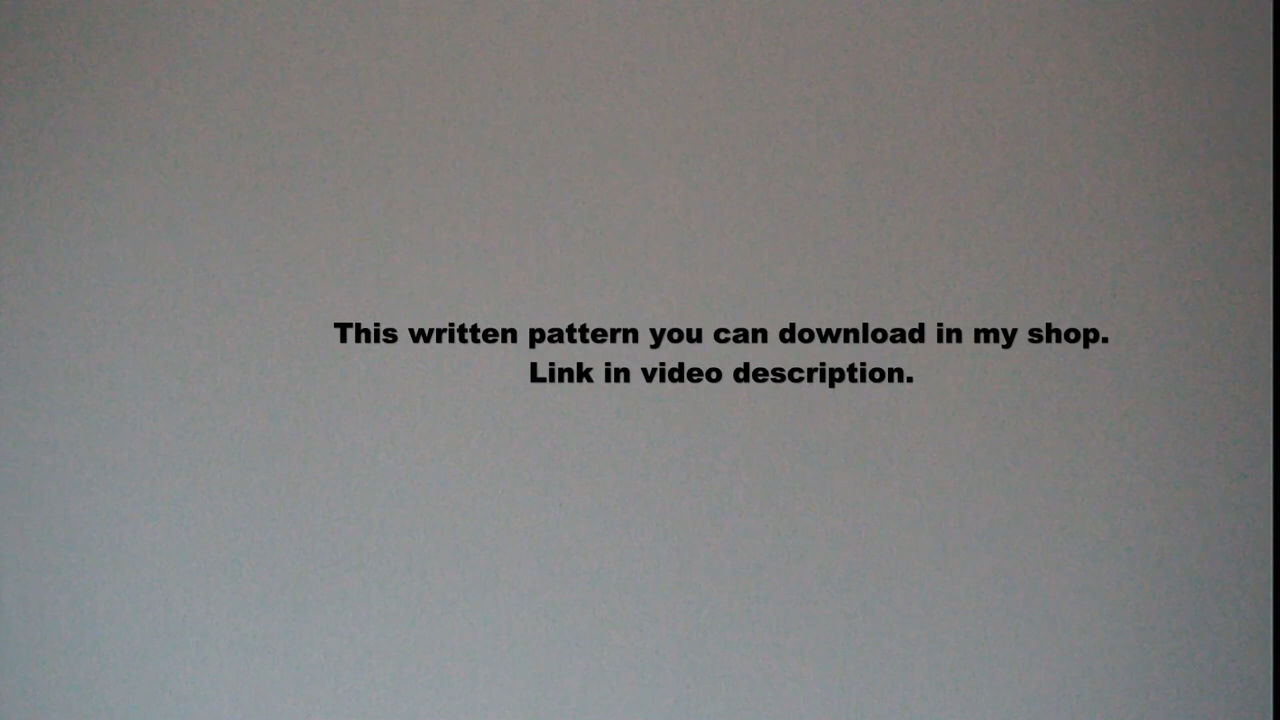 This written pattern you can download in my shop.
Link in video description.